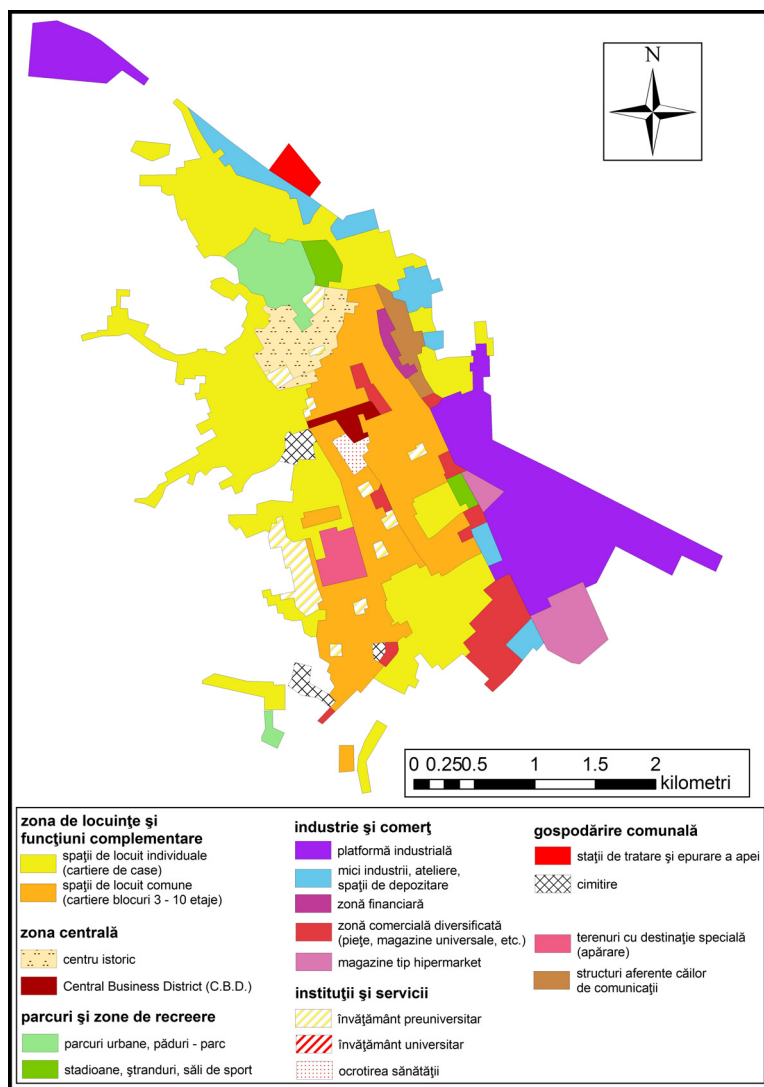 N
0 0.25 0.5 1 1.5 2
kilometri
zona de locuinţe şi
funcţiuni complementare
spaţii de locuit individuale
(cartiere de case)
spaţii de locuit comune
(cartiere blocuri 3 - 10 etaje)
zona centrală
centru istoric
Central Business District (C.B.D.)
parcuri şi zone de recreere
parcuri urbane, păduri - parc
stadioane, ştranduri, săli de sport
industrie şi comerţ
platformă industrială
mici industrii, ateliere,
spaţii de depozitare
zonă financiară
zonă comercială diversificată
(pieţe, magazine universale, etc.)
magazine tip hipermarket
instituţii şi servicii
învăţământ preuniversitar
învăţământ universitar
ocrotirea sănătăţii
gospodărire comunală
staţii de tratare şi epurare a apei
cimitire
terenuri cu destinaţie specială
(apărare)
structuri aferente căilor
de comunicaţii